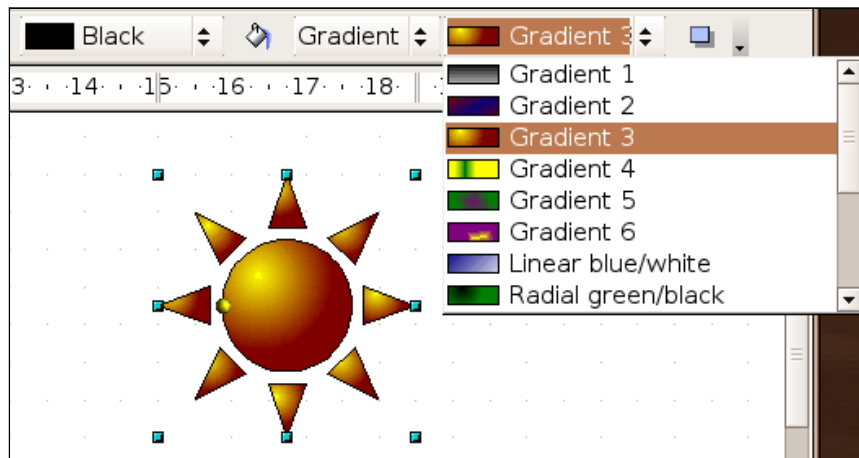 Black Gradient Gradient 3
3 14 15 16 17 18
Gradient 1
Gradient 2
Gradient 3
Gradient 4
Gradient 5
Gradient 6
Linear blue/white
Radial green/black